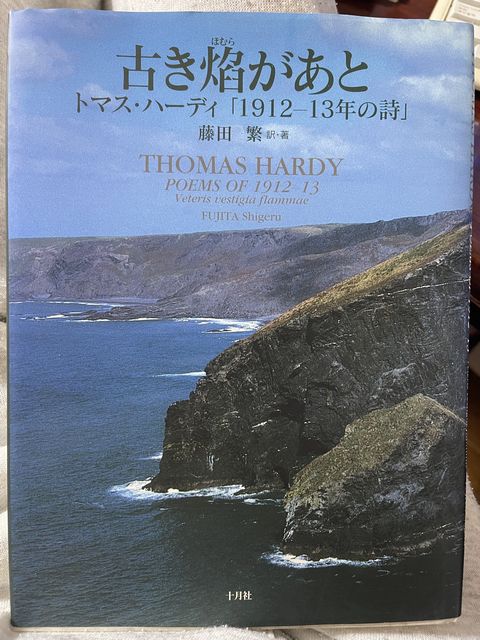 ほむら
古き焰があと
トマス・ハーディ「1912–13年の詩」
藤田 繁 訳・著
THOMAS HARDY
POEMS OF 1912–13
Veteris vestigia flammae
FUJITA Shigeru
十月社